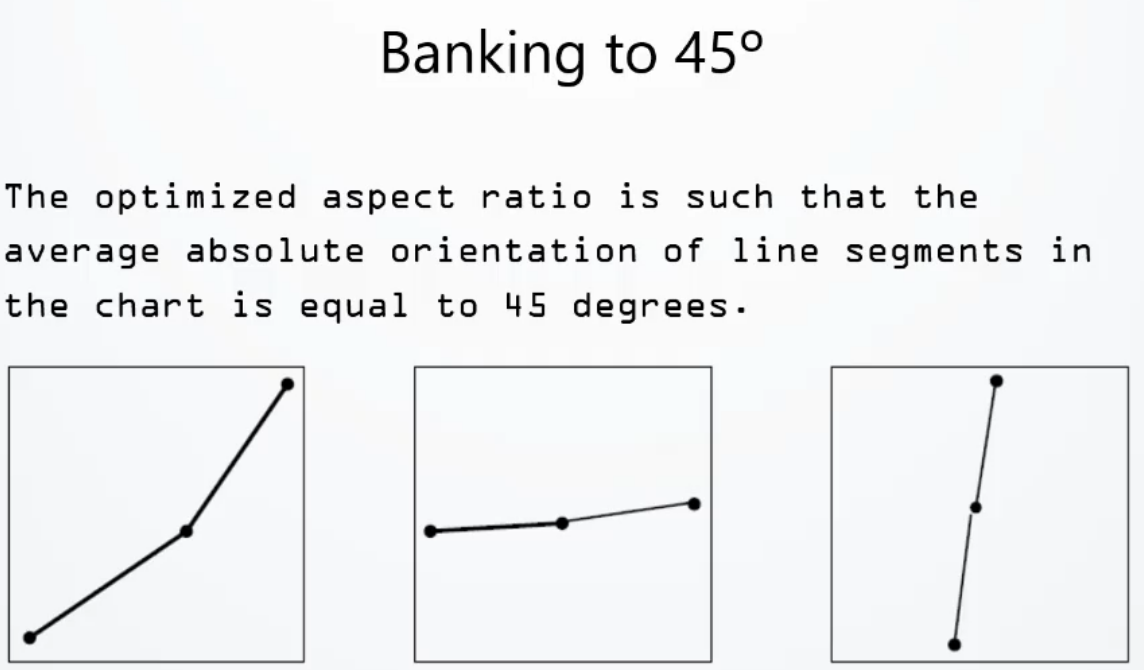 Banking to 45º
The optimized aspect ratio is such that the
average absolute orientation of line segments in
the chart is equal to 45 degrees.